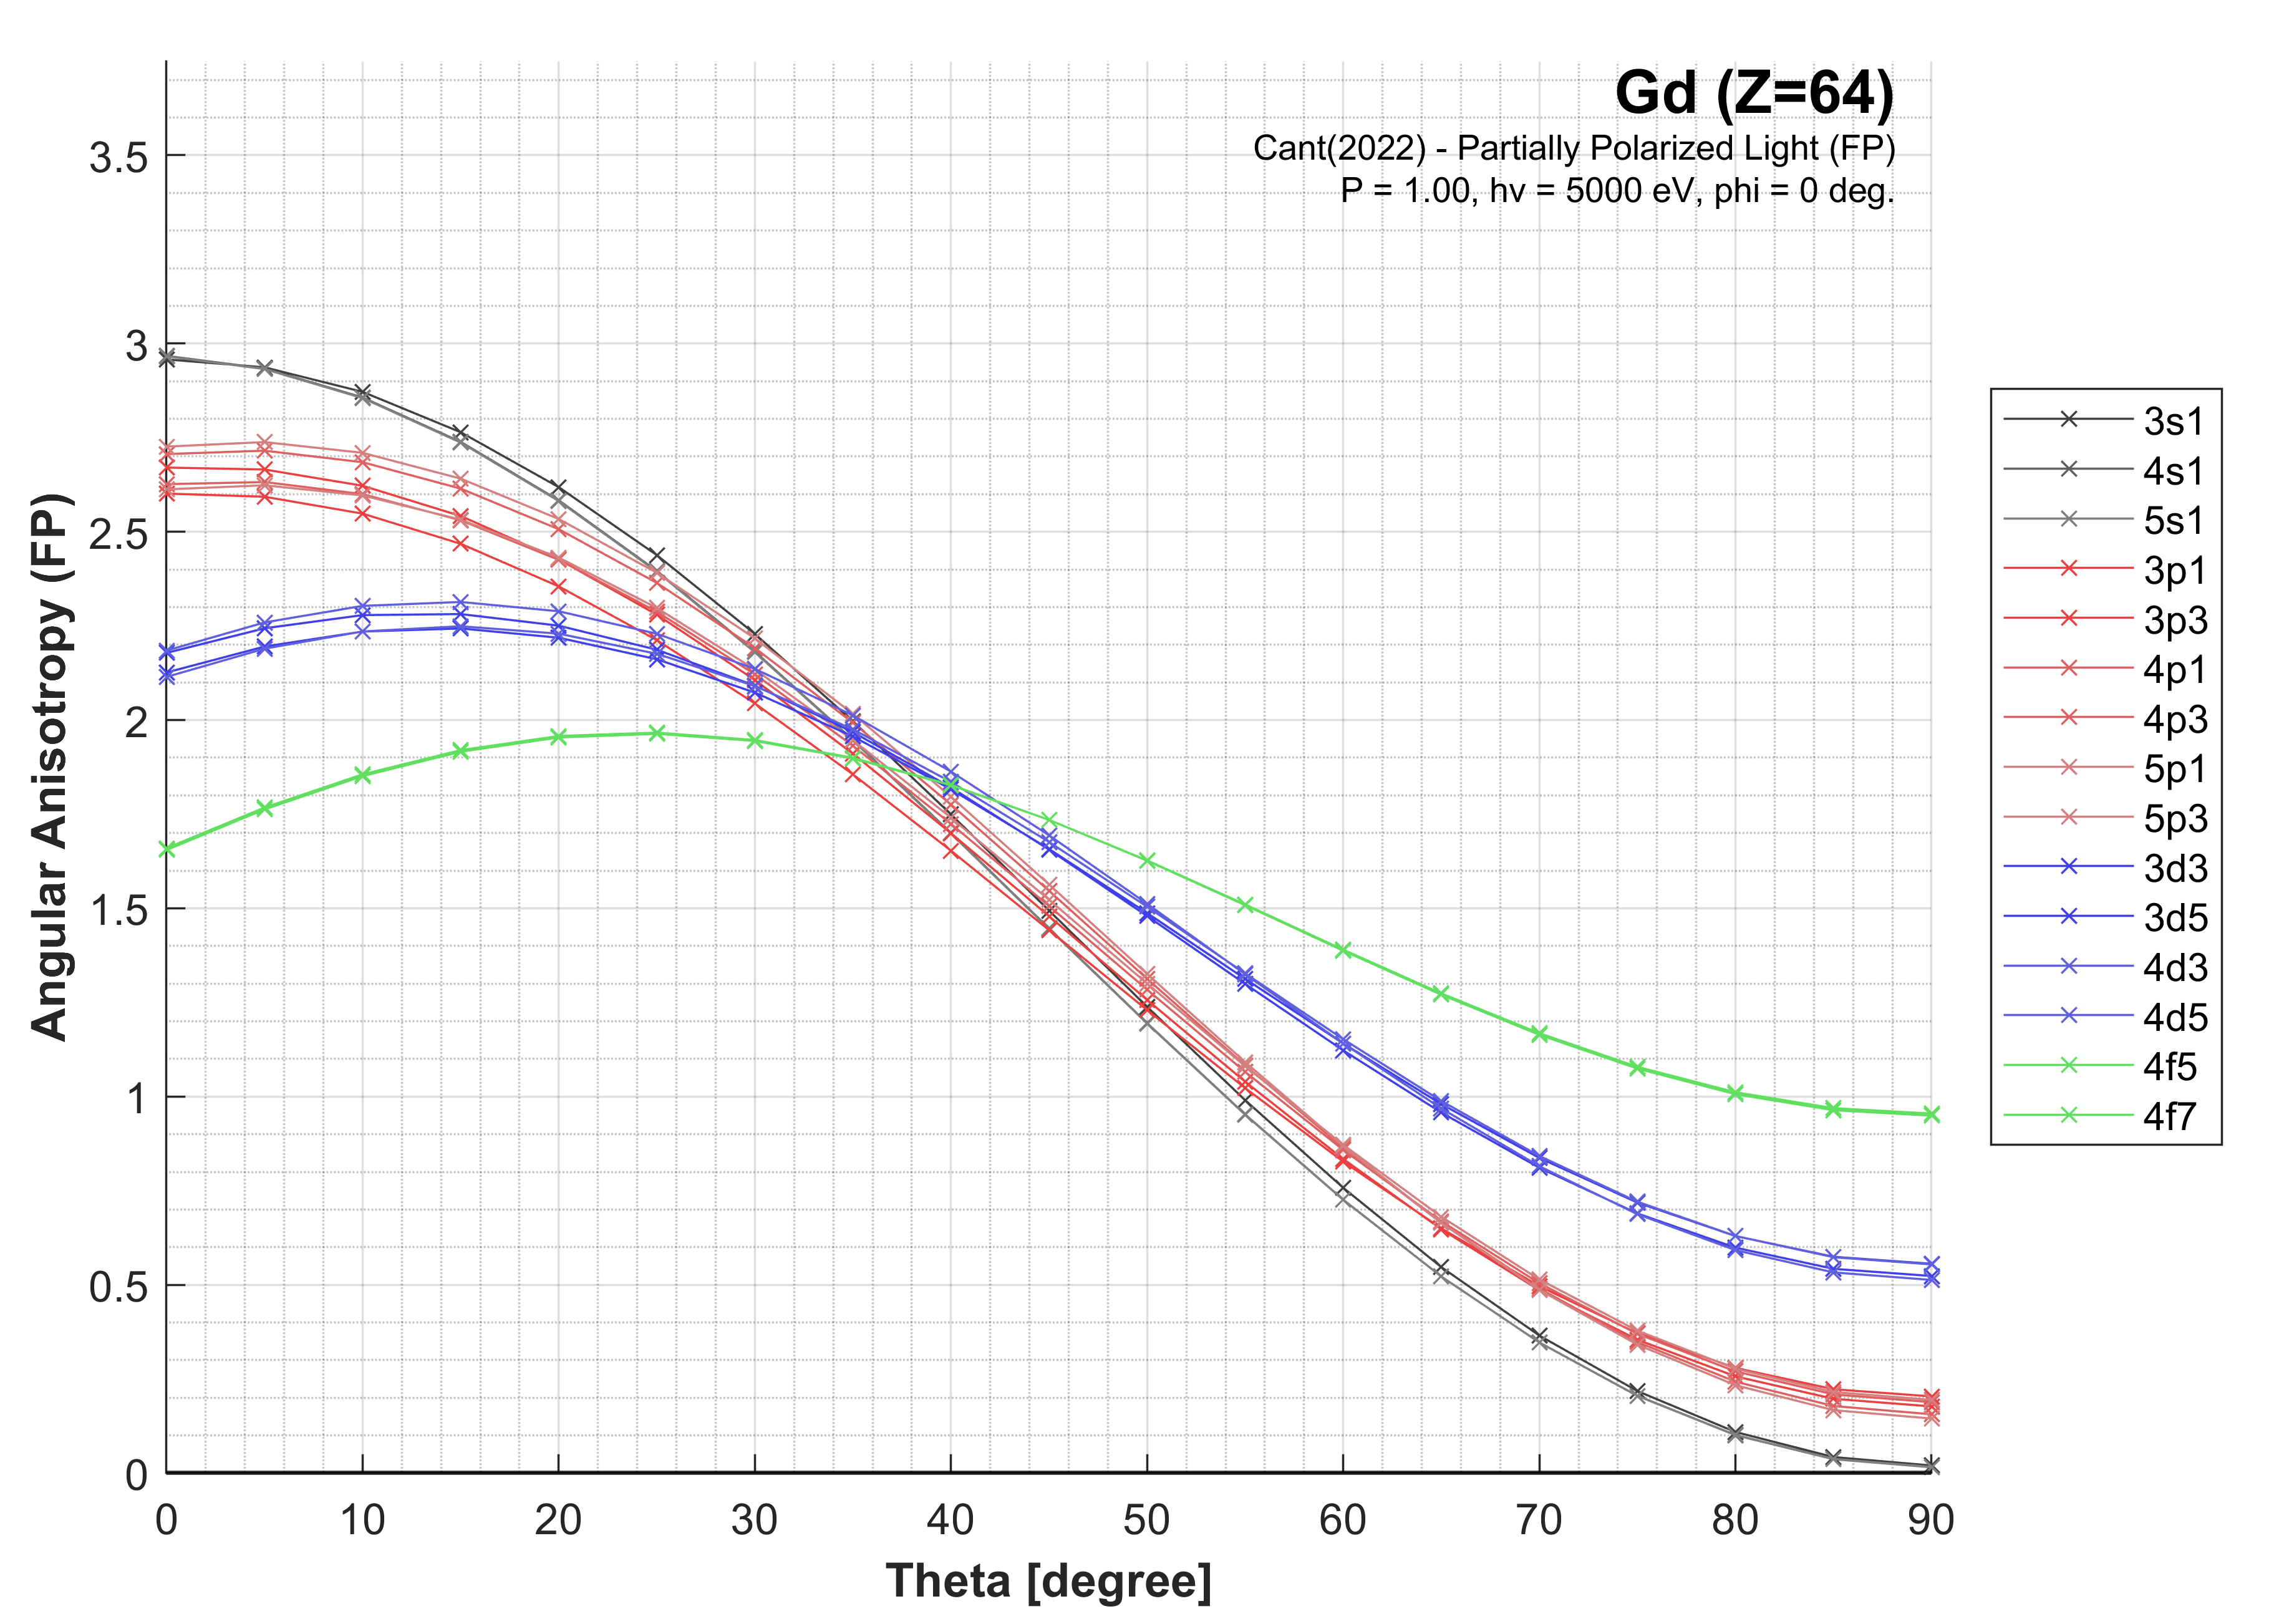 Gd (Z=64)
Cant(2022) - Partially Polarized Light (FP)
P = 1.00, hv = 5000 eV, phi = 0 deg.
Angular Anisotropy (FP)
3.5
3
2.5
2
1.5
1
0.5
0
0 10 20 30 40 50 60 70 80 90
Theta [degree]
3s1
4s1
5s1
3p1
3p3
4p1
4p3
5p1
5p3
3d3
3d5
4d3
4d5
4f5
4f7